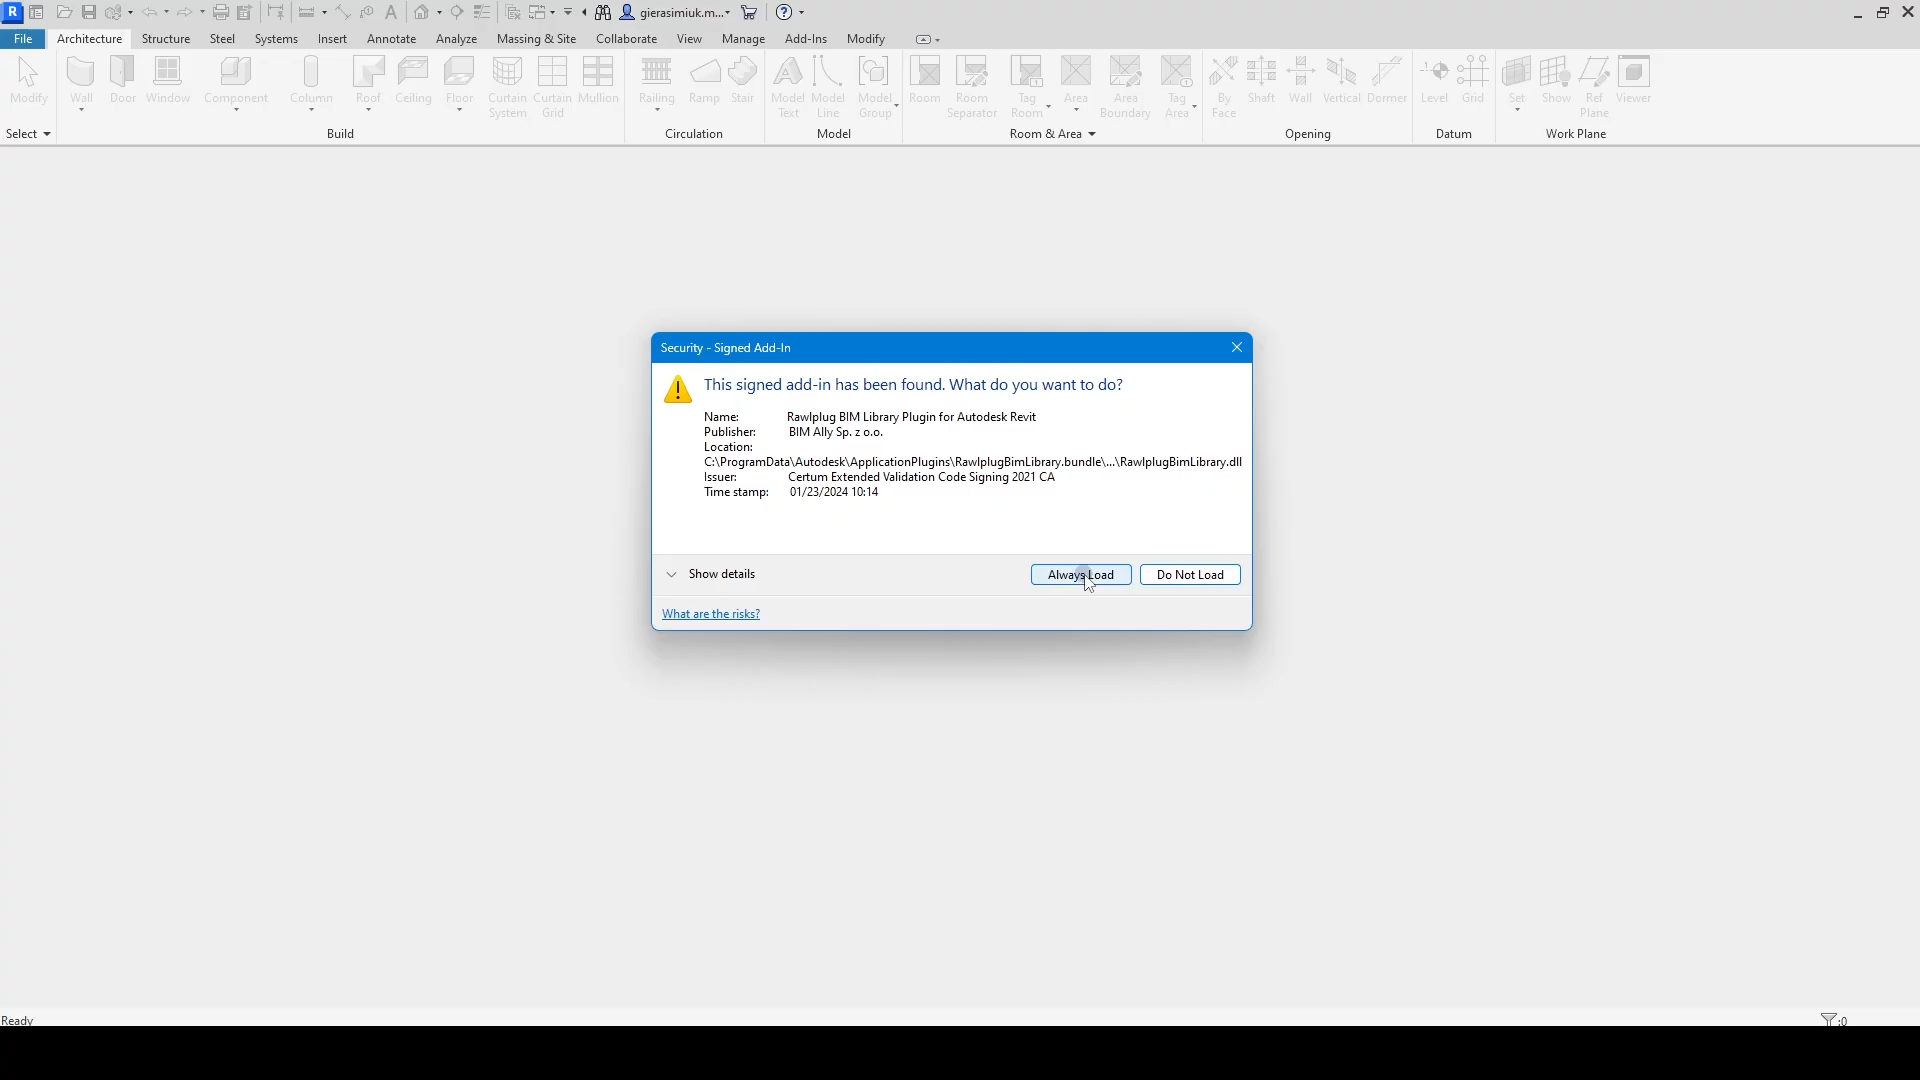 R gierasimiuk.m...
File Architecture Structure Steel Systems Insert Annotate Analyze Massing & Site Collaborate View Manage Add-Ins Modify
Modify Wall Door Window Component Column Roof Ceiling Floor Curtain System Curtain Grid Mullion Railing Ramp Stair Model Text Model Line Model Group Room Room Separator Tag Room Area Area Boundary Tag Area By Face Shaft Wall Vertical Dormer Level Grid Set Show Ref Plane Viewer
Select Build Circulation Model Room & Area Opening Datum Work Plane
Security - Signed Add-In
This signed add-in has been found. What do you want to do?
Name: Rawlplug BIM Library Plugin for Autodesk Revit
Publisher: BIM Ally Sp. z o.o.
Location:
C:\ProgramData\Autodesk\ApplicationPlugins\RawlplugBimLibrary.bundle\...\RawlplugBimLibrary.dll
Issuer: Certum Extended Validation Code Signing 2021 CA
Time stamp: 01/23/2024 10:14
Show details Always Load Do Not Load
What are the risks?
Ready :0